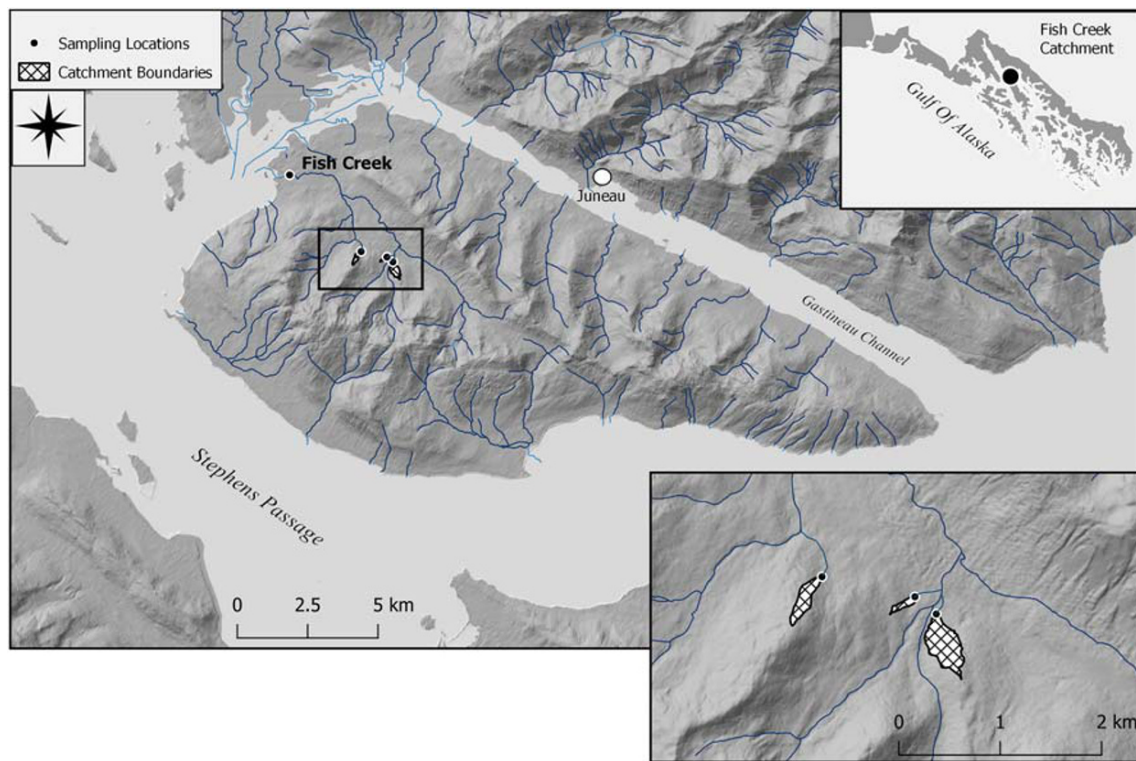 Sampling Locations
Catchment Boundaries
Fish Creek
Catchment
Gulf Of Alaska
Fish Creek
Juneau
Gastineau Channel
Stephens Passage
0 2.5 5 km
0 1 2 km